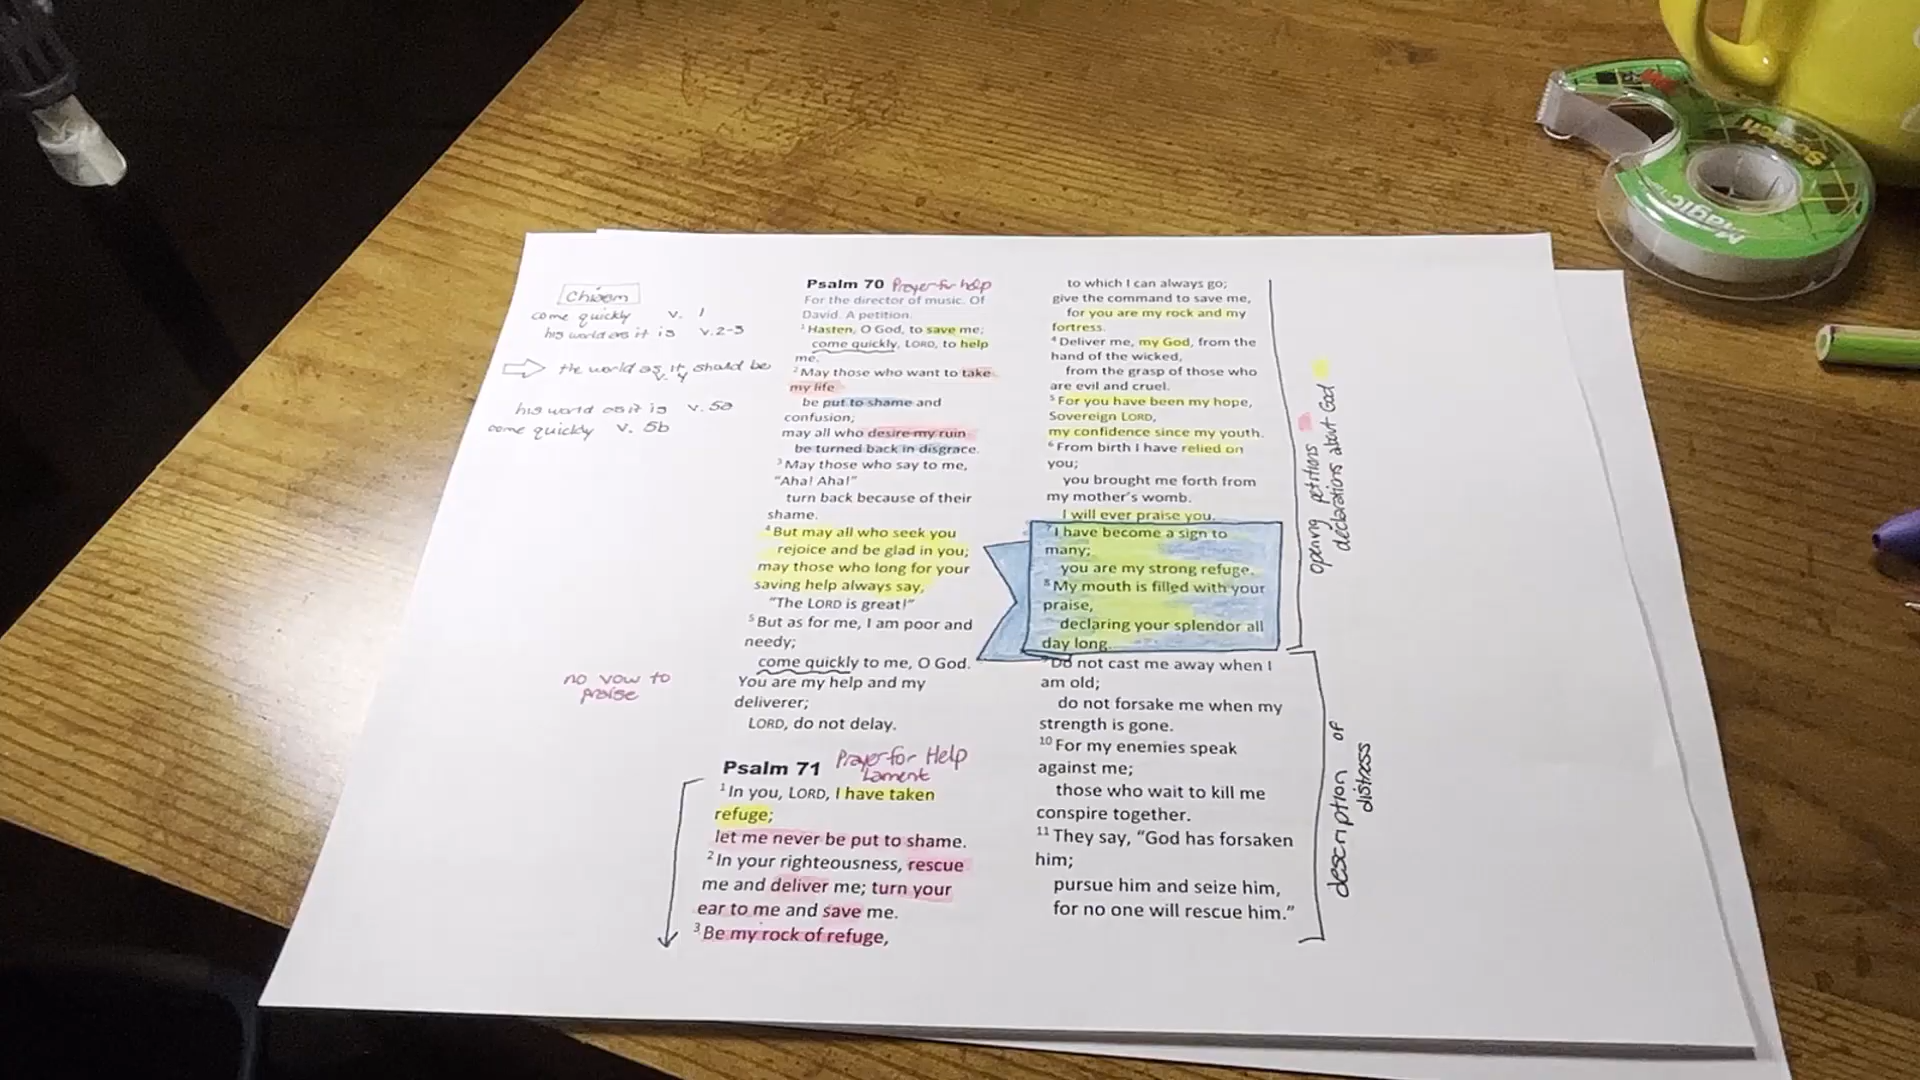 Chiasm
come quickly v. 1
his world as it is v.2-3
the world as it should be
v. 4
his world as it is v.5a
come quickly v. 5b
no vow to
praise
Psalm 70 Prayer for help
For the director of music. Of
David. A petition.
1 Hasten, O God, to save me;
come quickly, LORD, to help
me.
2 May those who want to take
my life
be put to shame and
confusion;
may all who desire my ruin
be turned back in disgrace.
3 May those who say to me,
“Aha! Aha!”
turn back because of their
shame.
4 But may all who seek you
rejoice and be glad in you;
may those who long for your
saving help always say,
“The LORD is great!”
5 But as for me, I am poor and
needy;
come quickly to me, O God.
You are my help and my
deliverer;
LORD, do not delay.
Psalm 71 Prayer for Help
Lament
1 In you, LORD, I have taken
refuge;
let me never be put to shame.
2 In your righteousness, rescue
me and deliver me; turn your
ear to me and save me.
3 Be my rock of refuge,
to which I can always go;
give the command to save me,
for you are my rock and my
fortress.
4 Deliver me, my God, from the
hand of the wicked,
from the grasp of those who
are evil and cruel.
5 For you have been my hope,
Sovereign LORD,
my confidence since my youth.
6 From birth I have relied on
you;
you brought me forth from
my mother’s womb.
I will ever praise you.
7 I have become a sign to
many;
you are my strong refuge.
8 My mouth is filled with your
praise,
declaring your splendor all
day long.
9 Do not cast me away when I
am old;
do not forsake me when my
strength is gone.
10 For my enemies speak
against me;
those who wait to kill me
conspire together.
11 They say, “God has forsaken
him;
pursue him and seize him,
for no one will rescue him.”
opening petitions
declarations about God
description of
distress
Scotch
Magic